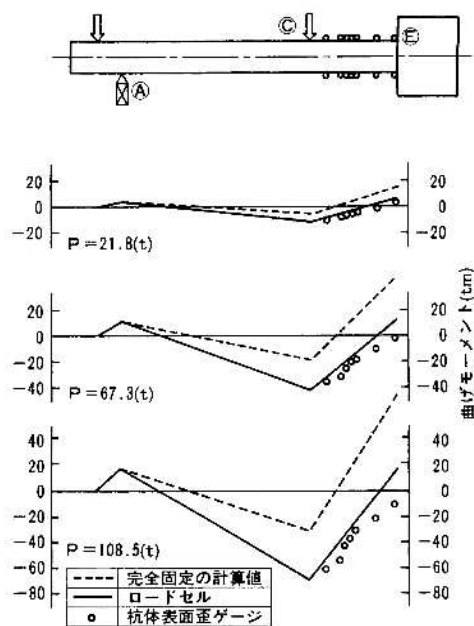 Ⓒ Ⓔ
Ⓐ
20 20
0 0
-20 -20
P=21.8(t)
20 40
0 20
-20 0
-40 -20
-40
P=67.3(t)
曲げモーメント(tm)
40 40
20 20
0 0
-20 -20
-40 -40
-60 -60
-80 -80
P=108.5(t)
完全固定の計算値
ロードセル
抗体表面歪ゲージ